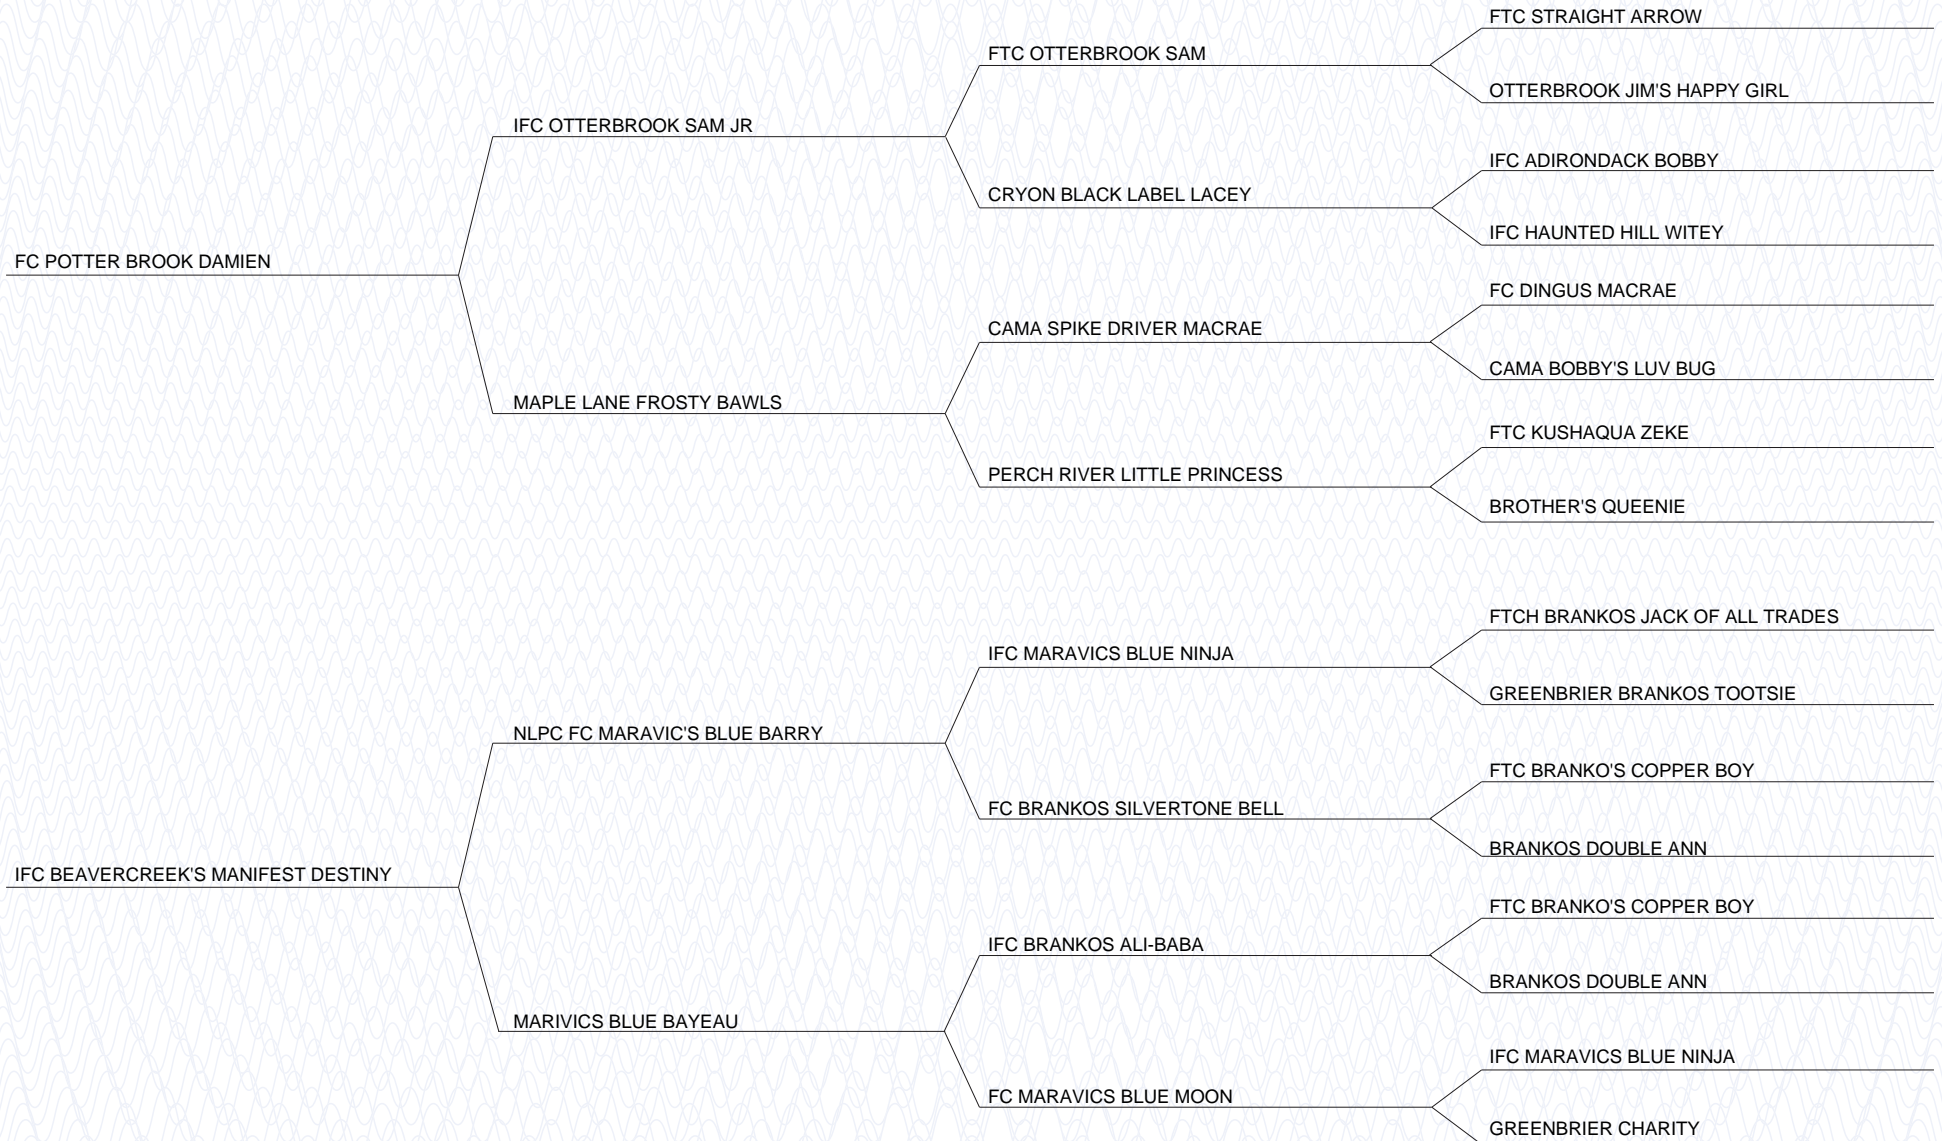 FTC STRAIGHT ARROW
FTC OTTERBROOK SAM
OTTERBROOK JIM'S HAPPY GIRL
IFC OTTERBROOK SAM JR
IFC ADIRONDACK BOBBY
CRYON BLACK LABEL LACEY
IFC HAUNTED HILL WITEY
FC POTTER BROOK DAMIEN
FC DINGUS MACRAE
CAMA SPIKE DRIVER MACRAE
CAMA BOBBY'S LUV BUG
MAPLE LANE FROSTY BAWLS
FTC KUSHAQUA ZEKE
PERCH RIVER LITTLE PRINCESS
BROTHER'S QUEENIE
FTCH BRANKOS JACK OF ALL TRADES
IFC MARAVICS BLUE NINJA
GREENBRIER BRANKOS TOOTSIE
NLPC FC MARAVIC'S BLUE BARRY
FTC BRANKO'S COPPER BOY
FC BRANKOS SILVERTONE BELL
BRANKOS DOUBLE ANN
IFC BEAVERCREEK'S MANIFEST DESTINY
FTC BRANKO'S COPPER BOY
IFC BRANKOS ALI-BABA
BRANKOS DOUBLE ANN
MARIVICS BLUE BAYEAU
IFC MARAVICS BLUE NINJA
FC MARAVICS BLUE MOON
GREENBRIER CHARITY